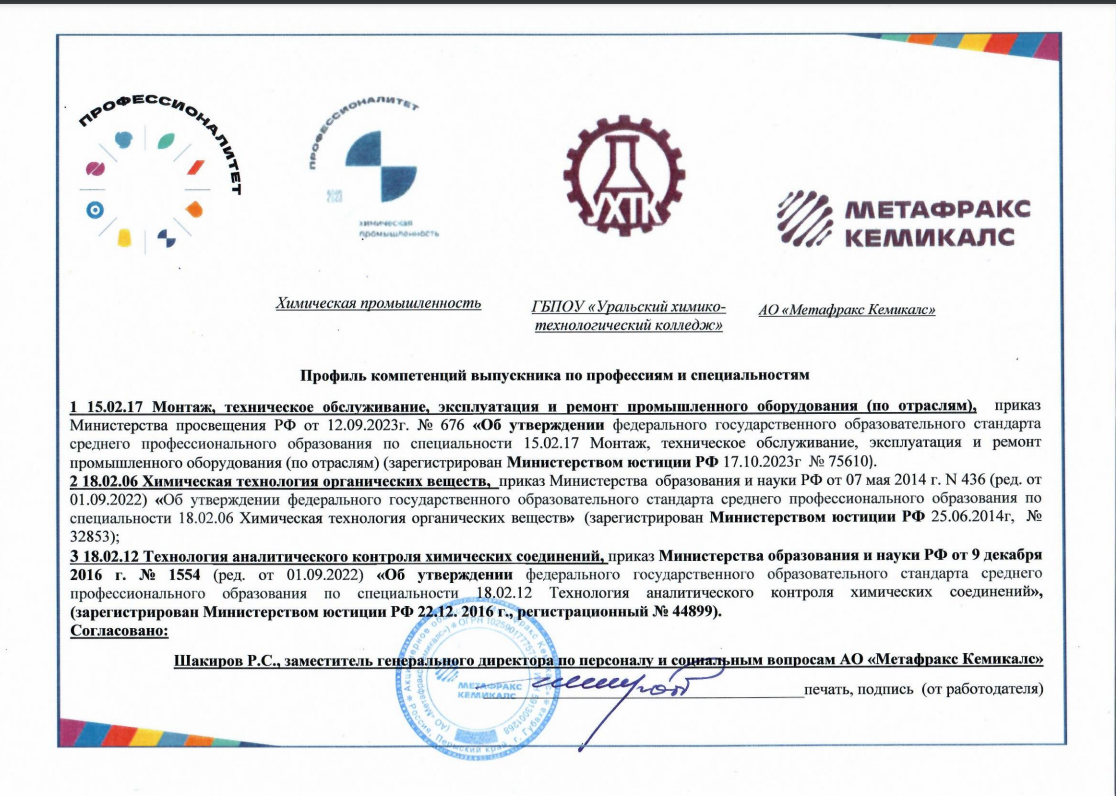 ПРОФЕССИОНАЛИТЕТ
ПРОФЕССИОНАЛИТЕТ
химическая
промышленность
УХТК
МЕТАФРАКС
КЕМИКАЛС
Химическая промышленность
ГБПОУ «Уральский химико-
технологический колледж»
АО «Метафракс Кемикалс»
Профиль компетенций выпускника по профессиям и специальностям
1 15.02.17 Монтаж, техническое обслуживание, эксплуатация и ремонт промышленного оборудования (по отраслям), приказ
Министерства просвещения РФ от 12.09.2023г. № 676 «Об утверждении федерального государственного образовательного стандарта
среднего профессионального образования по специальности 15.02.17 Монтаж, техническое обслуживание, эксплуатация и ремонт
промышленного оборудования (по отраслям) (зарегистрирован Министерством юстиции РФ 17.10.2023г № 75610).
2 18.02.06 Химическая технология органических веществ, приказ Министерства образования и науки РФ от 07 мая 2014 г. N 436 (ред. от
01.09.2022) «Об утверждении федерального государственного образовательного стандарта среднего профессионального образования по
специальности 18.02.06 Химическая технология органических веществ» (зарегистрирован Министерством юстиции РФ 25.06.2014г, №
32853);
3 18.02.12 Технология аналитического контроля химических соединений, приказ Министерства образования и науки РФ от 9 декабря
2016 г. № 1554 (ред. от 01.09.2022) «Об утверждении федерального государственного образовательного стандарта среднего
профессионального образования по специальности 18.02.12 Технология аналитического контроля химических соединений»,
(зарегистрирован Министерством юстиции РФ 22.12. 2016 г., регистрационный № 44899).
Согласовано:
Шакиров Р.С., заместитель генерального директора по персоналу и социальным вопросам АО «Метафракс Кемикалс»
МЕТАФРАКС
КЕМИКАЛС
печать, подпись (от работодателя)